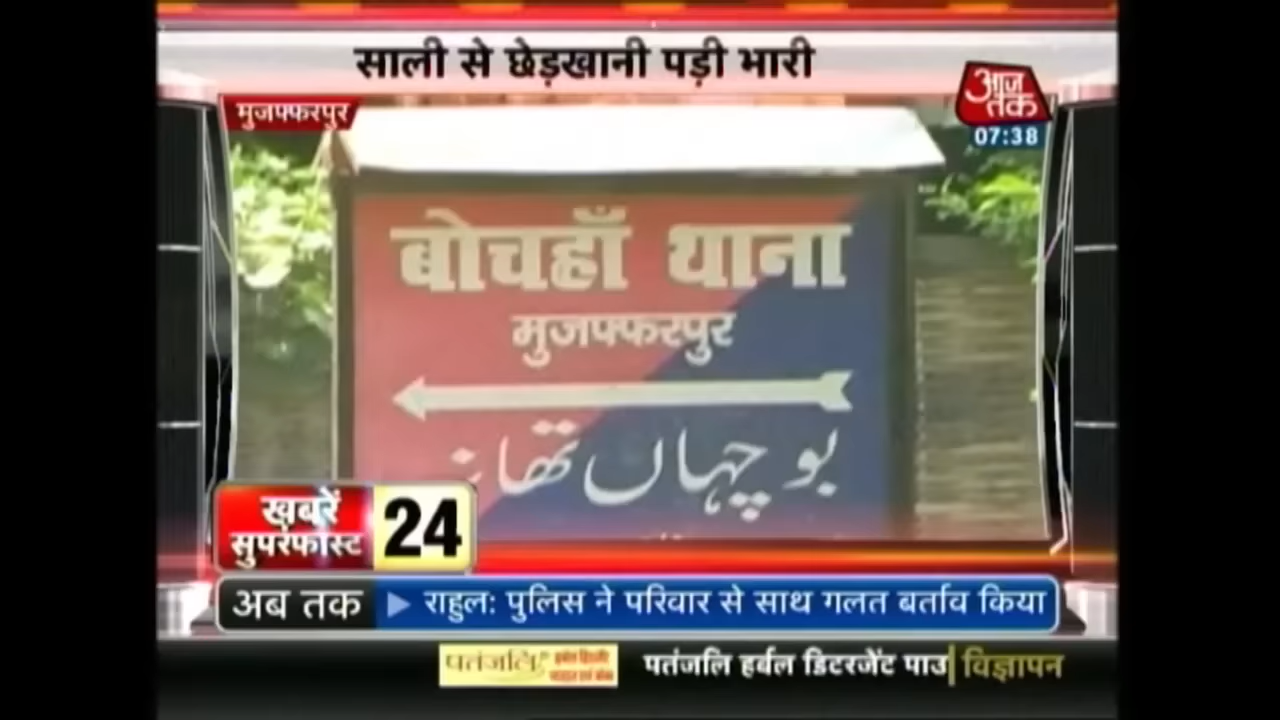 साली से छेड़खानी पड़ी भारी
मुजफ्फरपुर
आज
तक
07:38
बोचहाँ थाना
मुजफ्फरपुर
بوچہاں تھانہ
ख़बरें
सुपरफास्ट
24
अब तक
राहुल: पुलिस ने परिवार से साथ गलत बर्ताव किया
पतंजलि
पतंजलि हर्बल डिटरजेंट पाउ
विज्ञापन